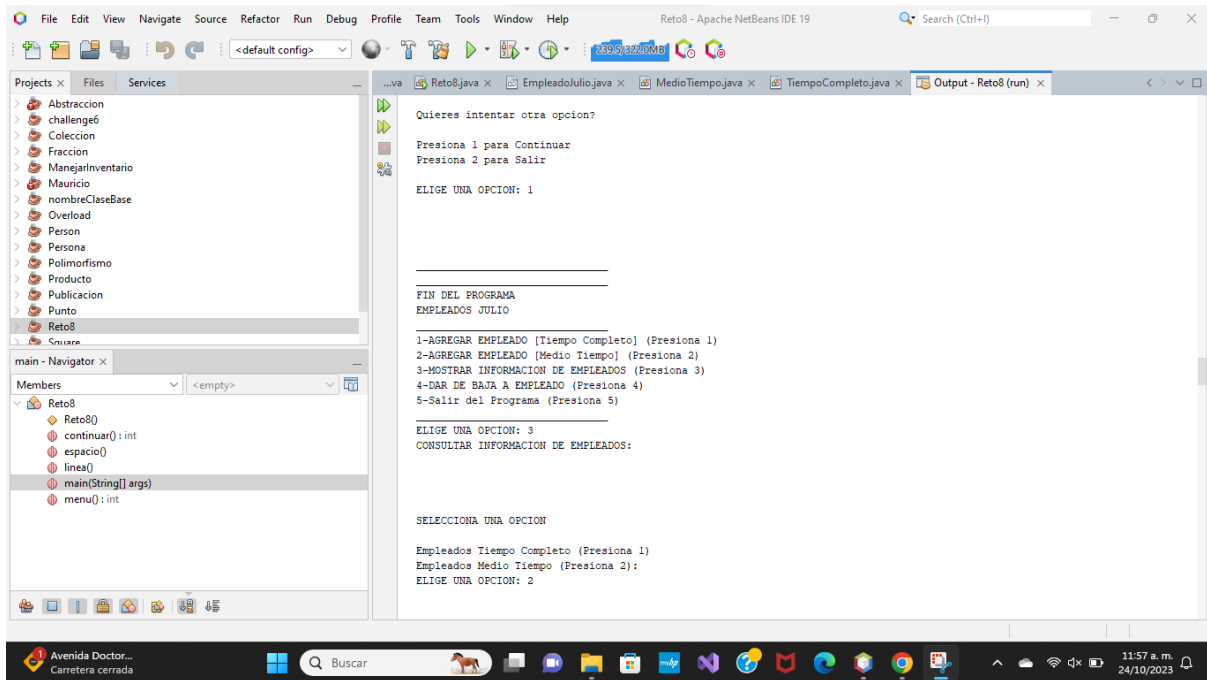 File Edit View Navigate Source Refactor Run Debug Profile Team Tools Window Help
Reto8 - Apache NetBeans IDE 19
Search (Ctrl+I)
<default config>
239.5/322.0MB
Projects Files Services
...va Reto8.java EmpleadoJulio.java MedioTiempo.java TiempoCompleto.java Output - Reto8 (run)
Abstraccion
challenge6
Coleccion
Fraccion
ManejarInventario
Mauricio
nombreClaseBase
Overload
Person
Persona
Polimorfismo
Producto
Publicacion
Punto
Reto8
Square
main - Navigator
Members
<empty>
Reto8
Reto8()
continuar() : int
espacio()
linea()
main(String[] args)
menu() : int
Quieres intentar otra opcion?
Presiona 1 para Continuar
Presiona 2 para Salir
ELIGE UNA OPCION: 1
FIN DEL PROGRAMA
EMPLEADOS JULIO
1-AGREGAR EMPLEADO [Tiempo Completo] (Presiona 1)
2-AGREGAR EMPLEADO [Medio Tiempo] (Presiona 2)
3-MOSTRAR INFORMACION DE EMPLEADOS (Presiona 3)
4-DAR DE BAJA A EMPLEADO (Presiona 4)
5-Salir del Programa (Presiona 5)
ELIGE UNA OPCION: 3
CONSULTAR INFORMACION DE EMPLEADOS:
SELECCIONA UNA OPCION
Empleados Tiempo Completo (Presiona 1)
Empleados Medio Tiempo (Presiona 2):
ELIGE UNA OPCION: 2
1
Avenida Doctor...
Carretera cerrada
Buscar
mdp
11:57 a. m.
24/10/2023